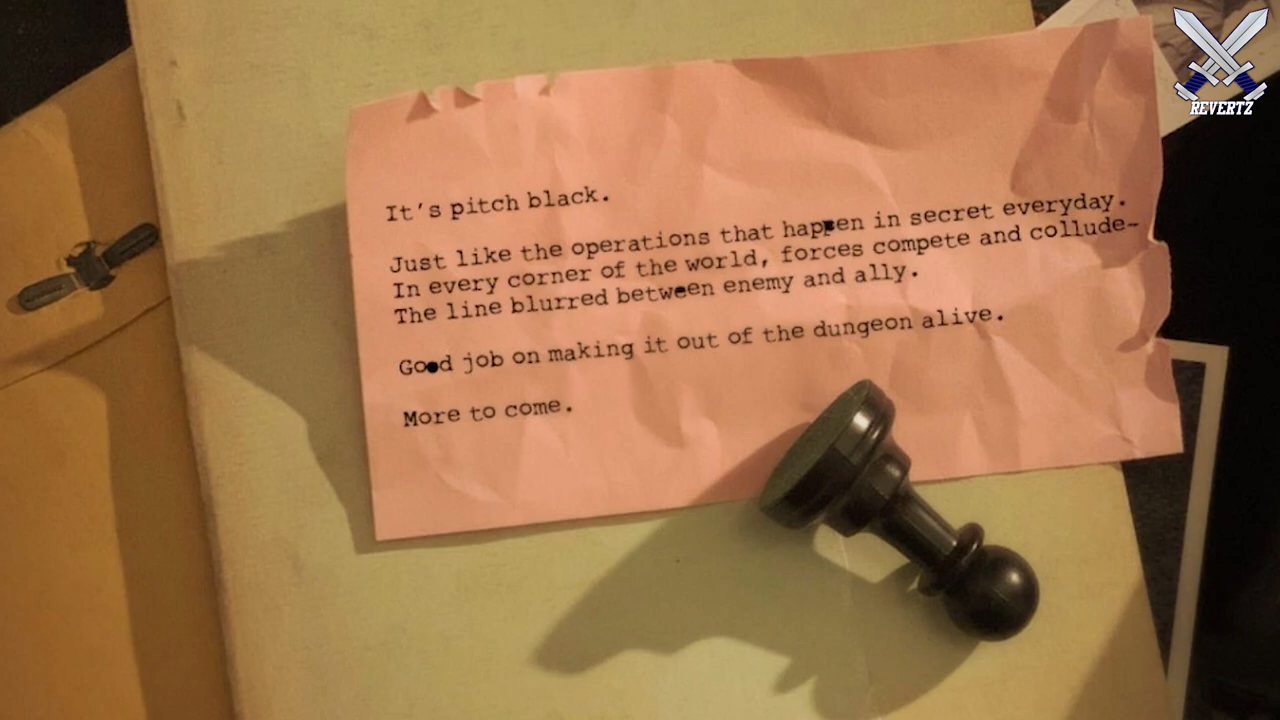 It's pitch black.
Just like the operations that happen in secret everyday.
In every corner of the world, forces compete and collude-
The line blurred between enemy and ally.
Good job on making it out of the dungeon alive.
More to come.
REVERTZ